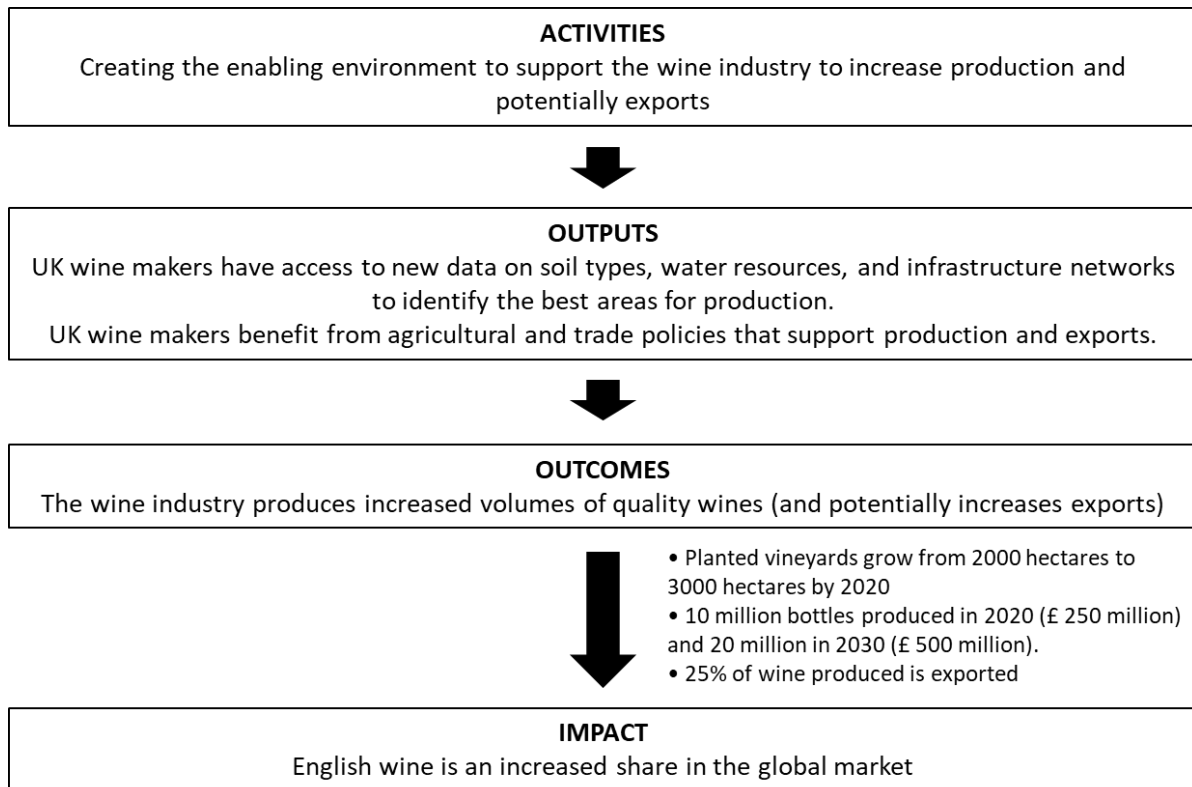 ACTIVITIES
Creating the enabling environment to support the wine industry to increase production and
potentially exports
OUTPUTS
UK wine makers have access to new data on soil types, water resources, and infrastructure networks
to identify the best areas for production.
UK wine makers benefit from agricultural and trade policies that support production and exports.
OUTCOMES
The wine industry produces increased volumes of quality wines (and potentially increases exports)
• Planted vineyards grow from 2000 hectares to
3000 hectares by 2020
• 10 million bottles produced in 2020 (£ 250 million)
and 20 million in 2030 (£ 500 million).
• 25% of wine produced is exported
IMPACT
English wine is an increased share in the global market